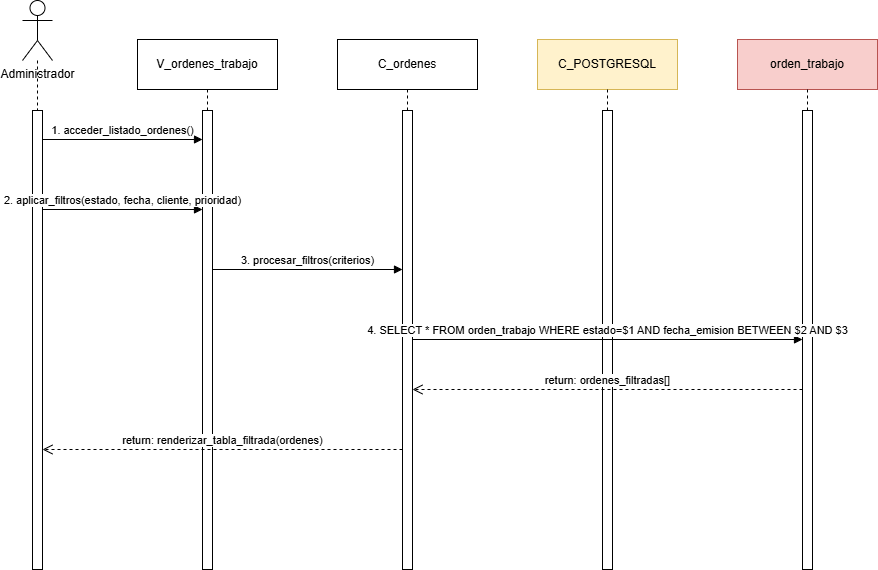 Administrador
V_ordenes_trabajo
C_ordenes
C_POSTGRESQL
orden_trabajo
1. acceder_listado_ordenes()
2. aplicar_filtros(estado, fecha, cliente, prioridad)
3. procesar_filtros(criterios)
4. SELECT * FROM orden_trabajo WHERE estado=$1 AND fecha_emision BETWEEN $2 AND $3
return: ordenes_filtradas[]
return: renderizar_tabla_filtrada(ordenes)